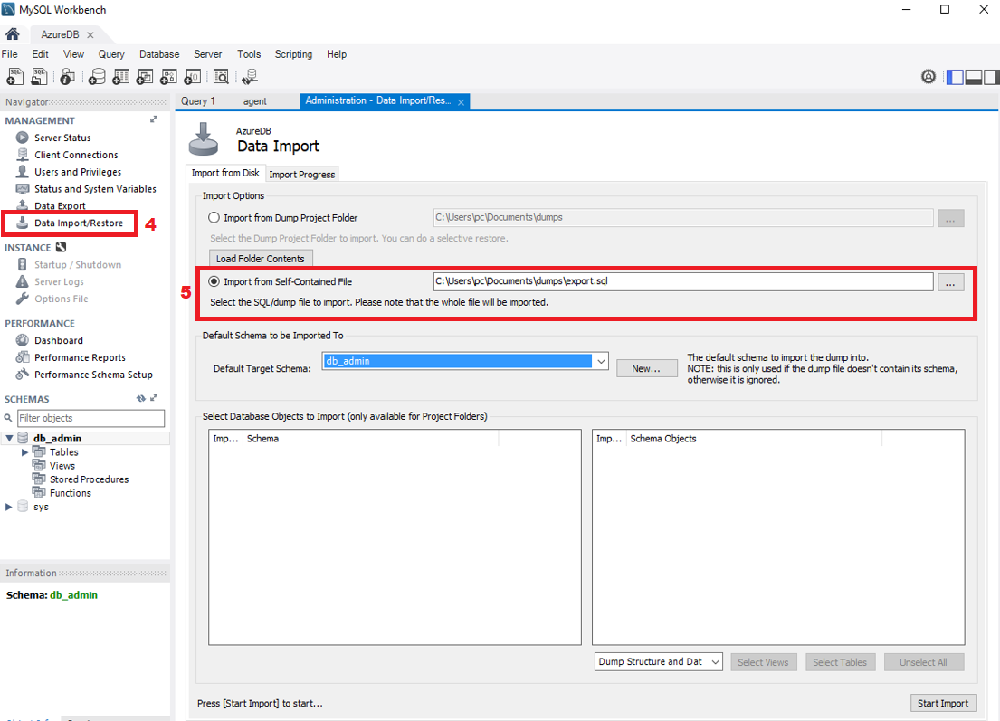 MySQL Workbench
AzureDB
File Edit View Query Database Server Tools Scripting Help
Navigator
Query 1 agent Administration - Data Import/Res...
MANAGEMENT
Server Status
Client Connections
Users and Privileges
Status and System Variables
Data Export
Data Import/Restore
4
INSTANCE
Startup / Shutdown
Server Logs
Options File
PERFORMANCE
Dashboard
Performance Reports
Performance Schema Setup
SCHEMAS
Filter objects
db_admin
Tables
Views
Stored Procedures
Functions
sys
Information
Schema: db_admin
AzureDB
Data Import
Import from Disk Import Progress
Import Options
Import from Dump Project Folder C:\Users\pc\Documents\dumps ...
Select the Dump Project Folder to import. You can do a selective restore.
Load Folder Contents
5
Import from Self-Contained File C:\Users\pc\Documents\dumps\export.sql ...
Select the SQL/dump file to import. Please note that the whole file will be imported.
Default Schema to be Imported To
Default Target Schema: db_admin New...
The default schema to import the dump into.
NOTE: this is only used if the dump file doesn't contain its schema,
otherwise it is ignored.
Select Database Objects to Import (only available for Project Folders)
Imp... Schema
Imp... Schema Objects
Dump Structure and Dat Select Views Select Tables Unselect All
Press [Start Import] to start...
Start Import